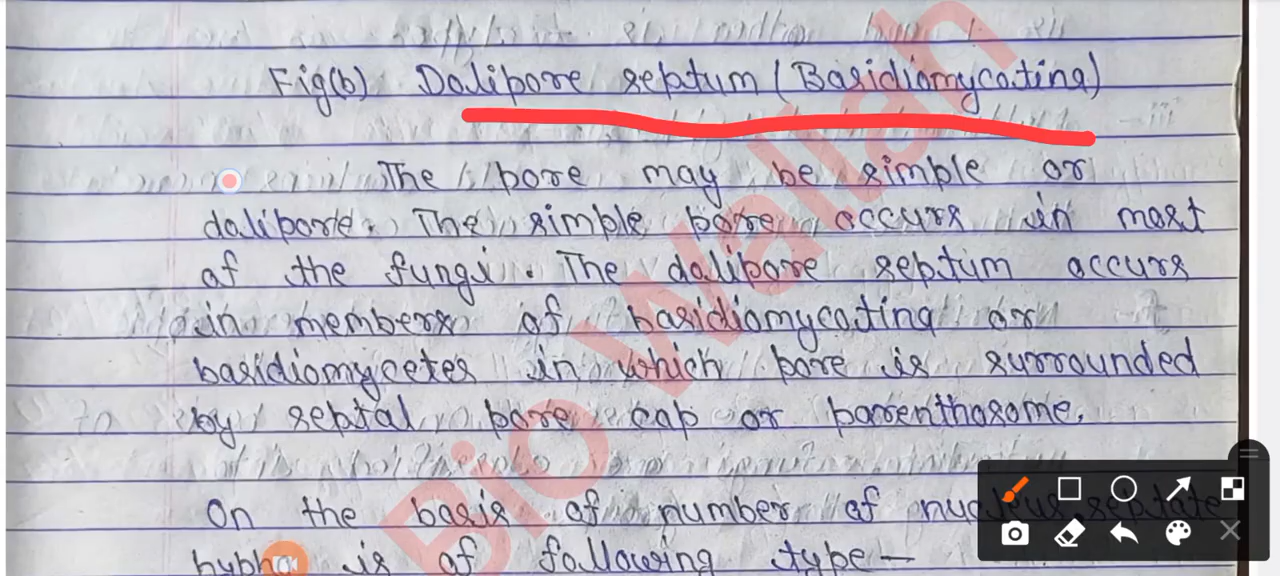 Fig(b) Dolipore septum (Basidiomycotina)
The pore may be simple or
dolipore. The simple pore occurs in most
of the fungi. The dolipore septum occurs
in members of basidiomycotina or
basidiomycetes in which pore is surrounded
by septal pore cap or parenthosome.
On the basis of number of nucleus septate
hypha is of following type —
Bio Wallah